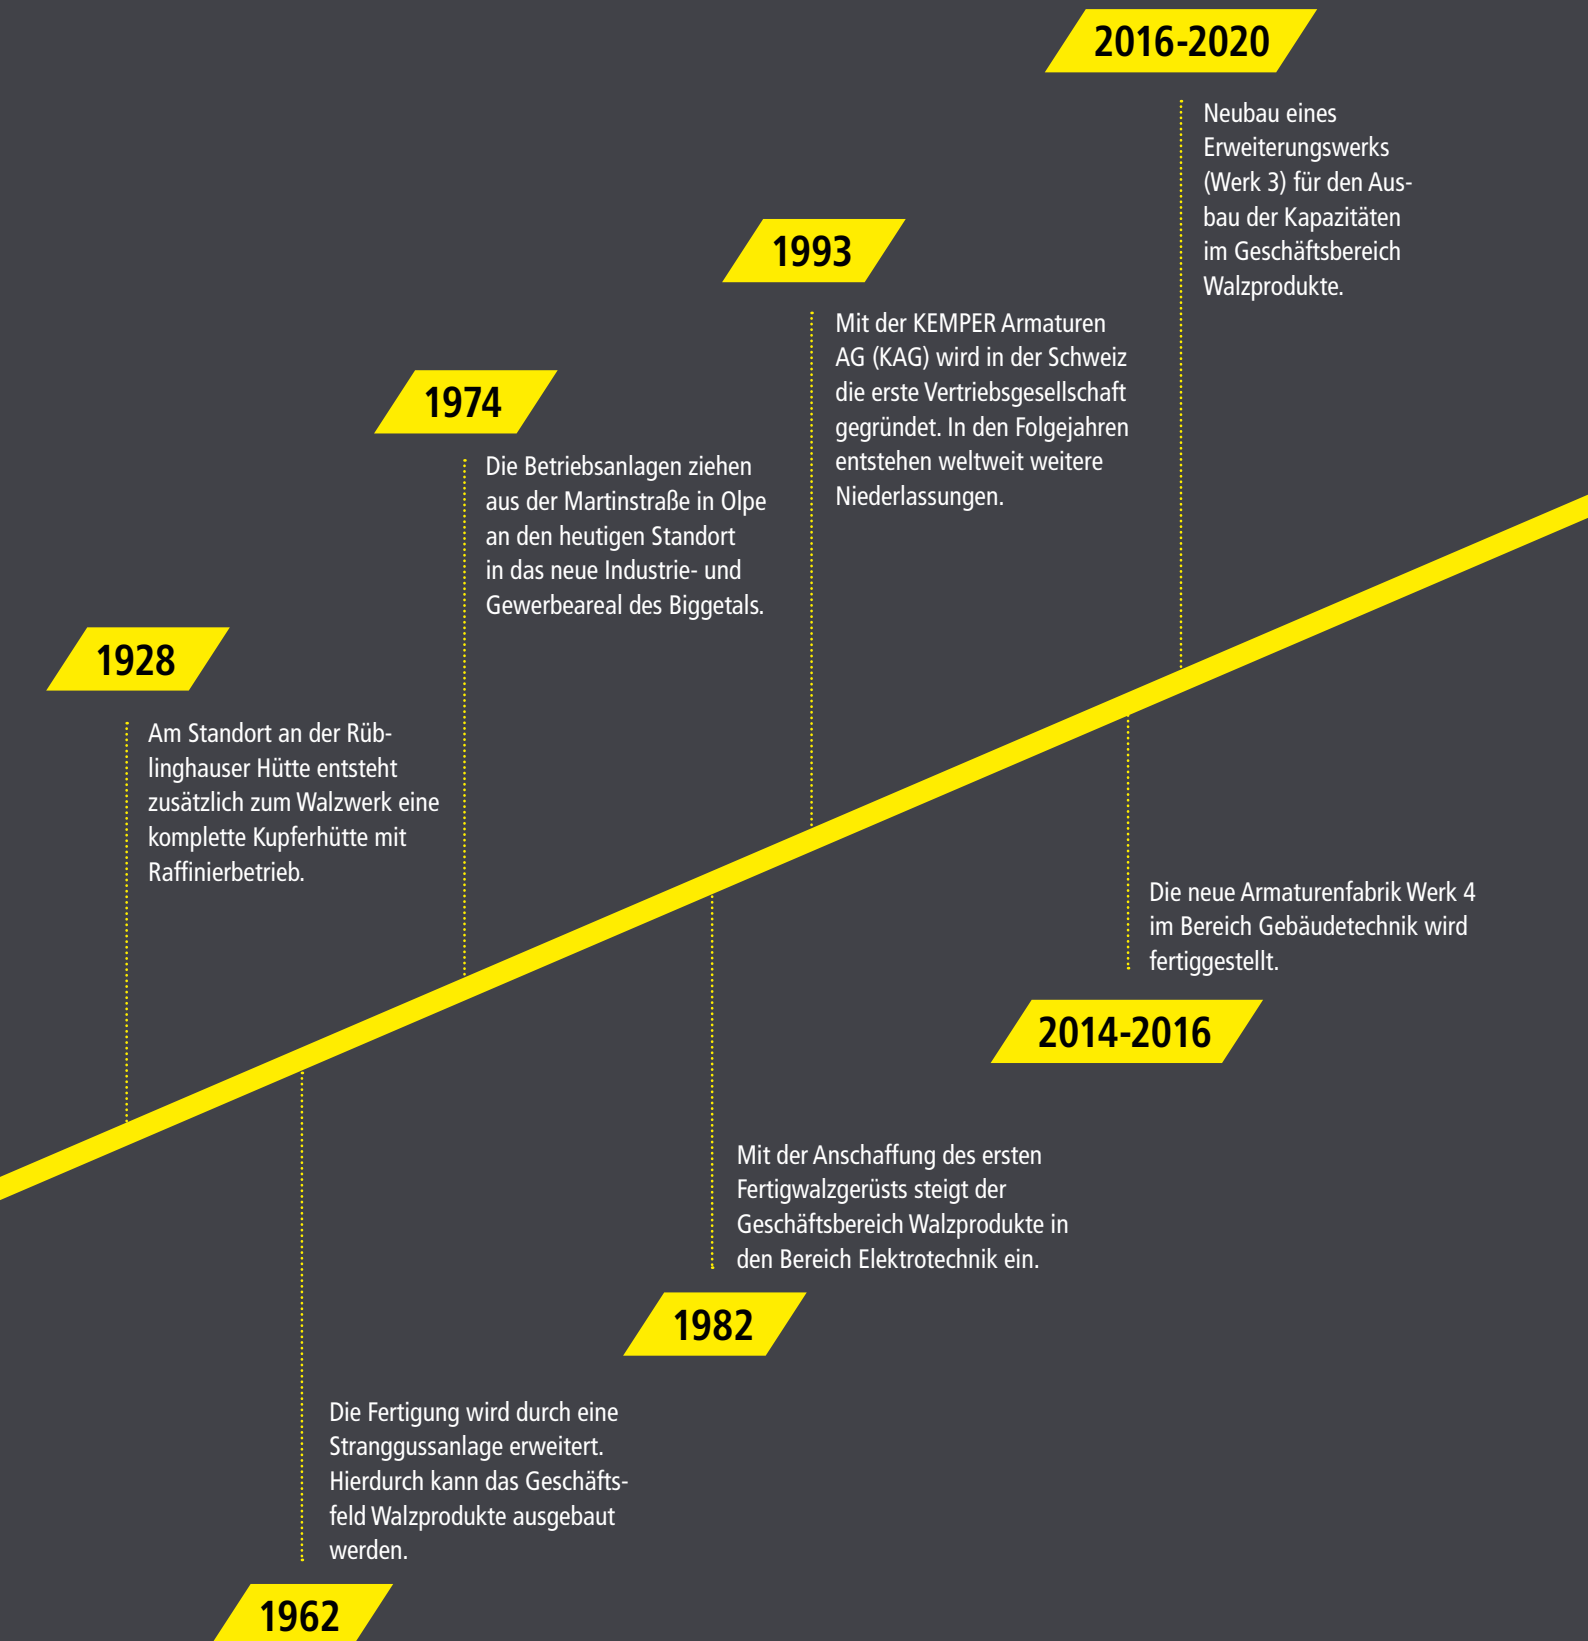 2016-2020
Neubau eines
Erweiterungswerks
(Werk 3) für den Aus-
bau der Kapazitäten
im Geschäftsbereich
Walzprodukte.
1993
Mit der KEMPER Armaturen
AG (KAG) wird in der Schweiz
die erste Vertriebsgesellschaft
gegründet. In den Folgejahren
entstehen weltweit weitere
Niederlassungen.
1974
Die Betriebsanlagen ziehen
aus der Martinstraße in Olpe
an den heutigen Standort
in das neue Industrie- und
Gewerbeareal des Biggetals.
1928
Am Standort an der Rüb-
linghauser Hütte entsteht
zusätzlich zum Walzwerk eine
komplette Kupferhütte mit
Raffinierbetrieb.
Die neue Armaturenfabrik Werk 4
im Bereich Gebäudetechnik wird
fertiggestellt.
2014-2016
Mit der Anschaffung des ersten
Fertigwalzgerüsts steigt der
Geschäftsbereich Walzprodukte in
den Bereich Elektrotechnik ein.
1982
Die Fertigung wird durch eine
Stranggussanlage erweitert.
Hierdurch kann das Geschäfts-
feld Walzprodukte ausgebaut
werden.
1962